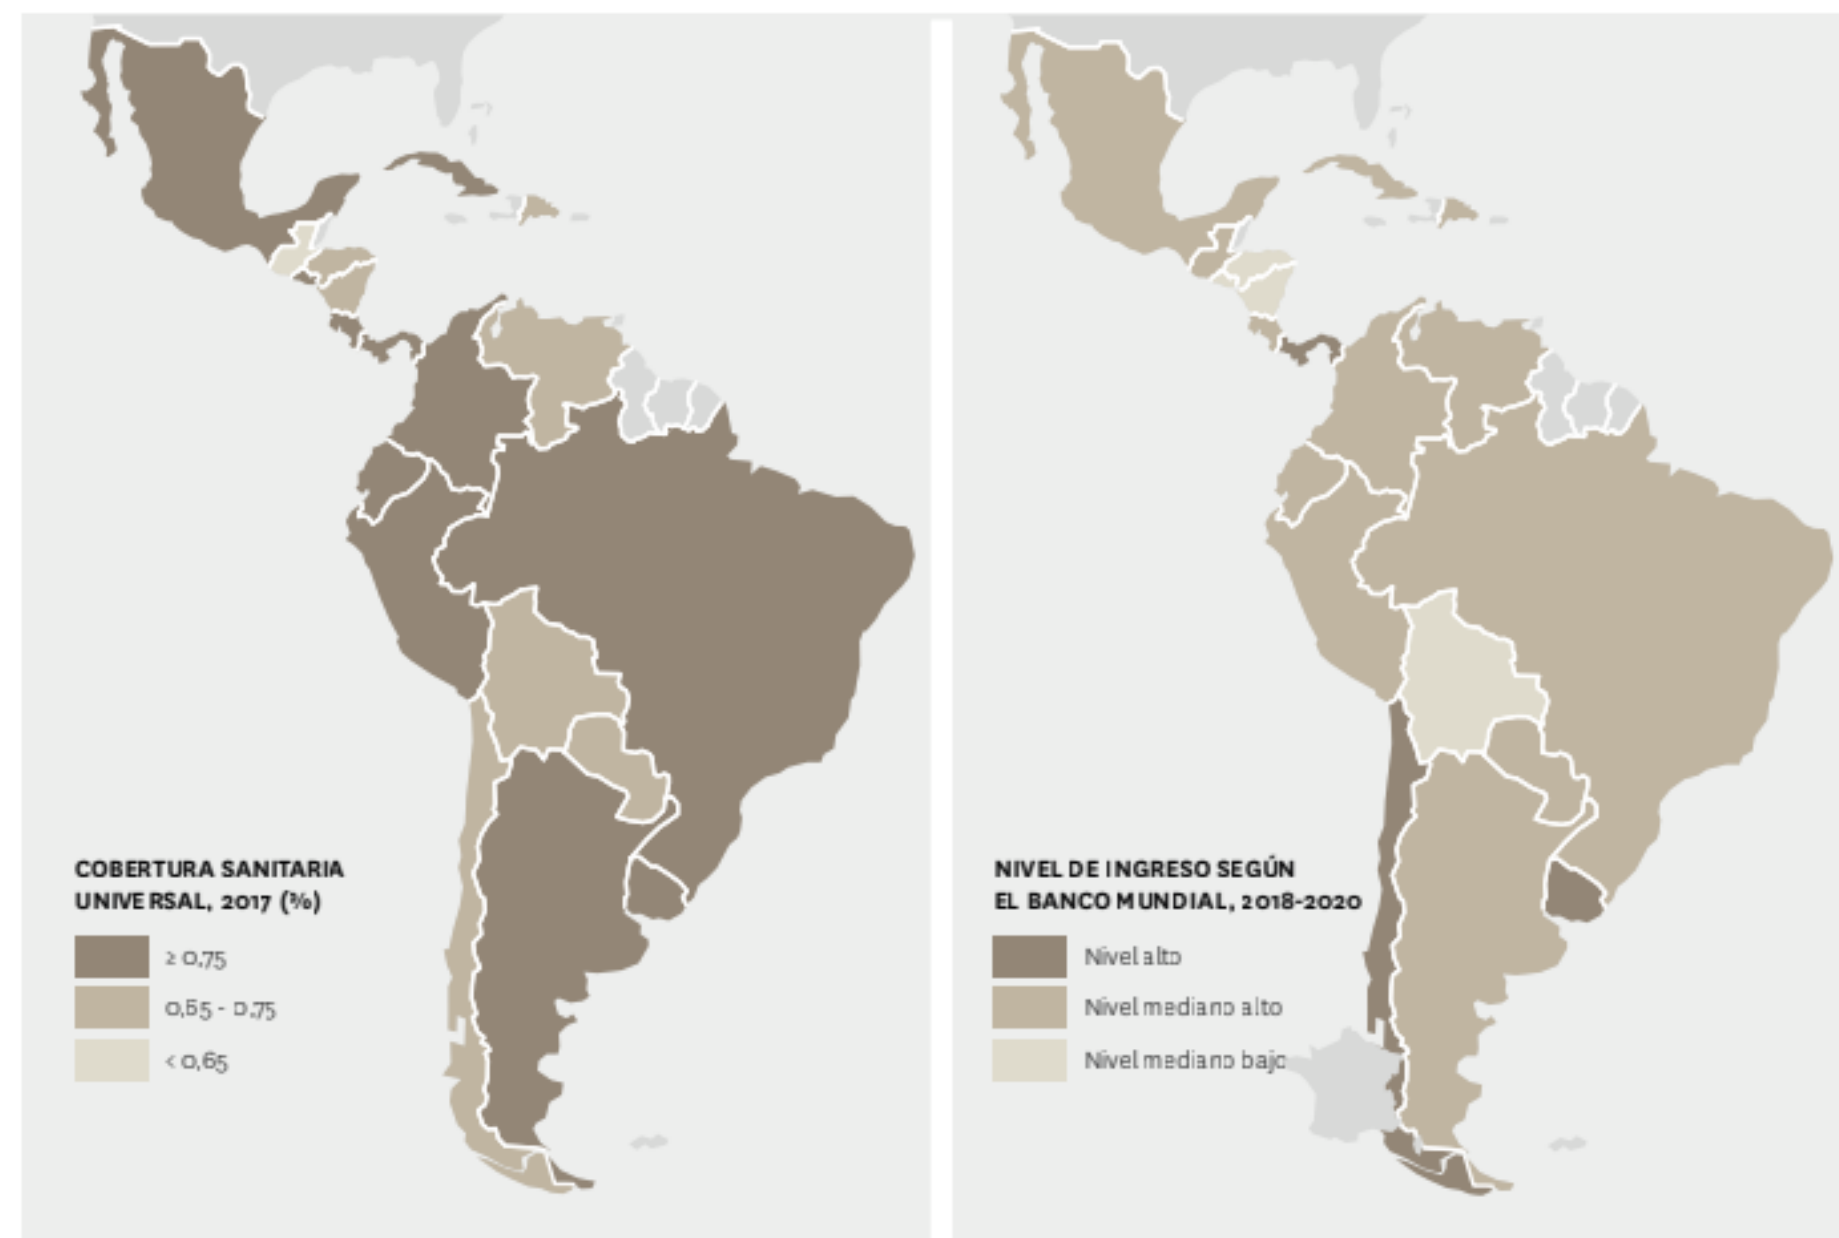 COBERTURA SANITARIA
UNIVERSAL, 2017 (%)
≥ 0,75
0,65 - 0,75
< 0,65
NIVEL DE INGRESO SEGÚN
EL BANCO MUNDIAL, 2018-2020
Nivel alto
Nivel mediano alto
Nivel mediano bajo